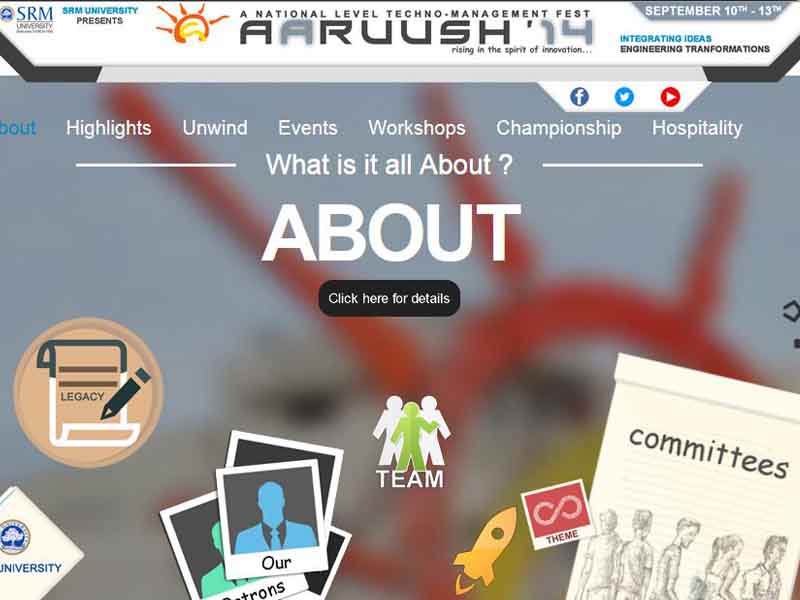 SRM
UNIVERSITY
SRM UNIVERSITY
PRESENTS
A NATIONAL LEVEL TECHNO-MANAGEMENT FEST
AARUUSH '14
rising in the spirit of innovation...
SEPTEMBER 10TH - 13TH
INTEGRATING IDEAS
ENGINEERING TRANFORMATIONS
bout Highlights Unwind Events Workshops Championship Hospitality
What is it all About ?
ABOUT
Click here for details
LEGACY
TEAM
committees
THEME
Our
Patrons
UNIVERSITY